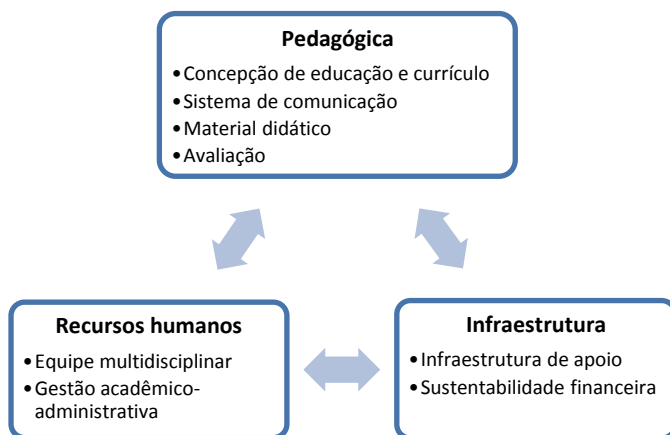 Pedagógica
•Concepção de educação e currículo
•Sistema de comunicação
•Material didático
•Avaliação
Recursos humanos
•Equipe multidisciplinar
•Gestão acadêmico-
administrativa
Infraestrutura
•Infraestrutura de apoio
•Sustentabilidade financeira